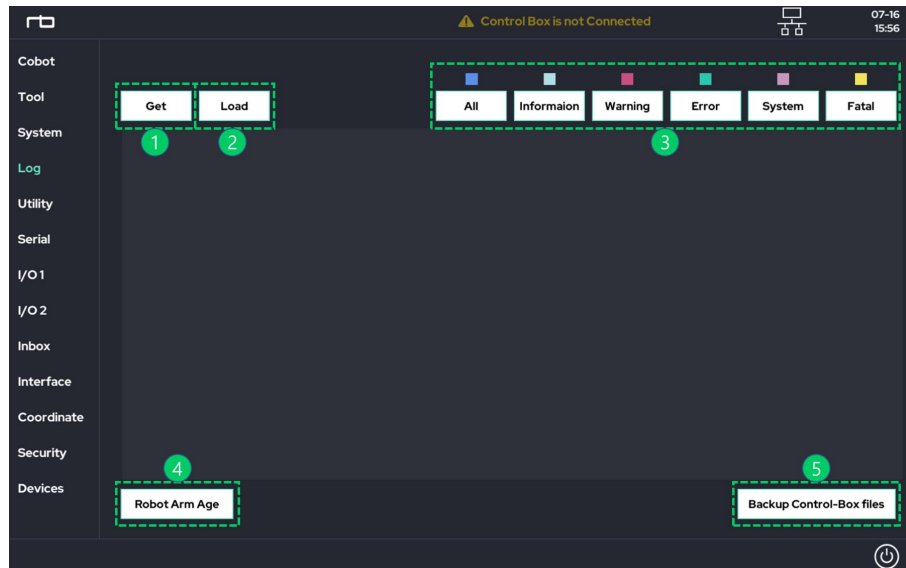 rb
Control Box is not Connected
07-16
15:56
Cobot
Tool
System
Log
Utility
Serial
I/O 1
I/O 2
Inbox
Interface
Coordinate
Security
Devices
Get
Load
All
Informaion
Warning
Error
System
Fatal
1
2
3
4
5
Robot Arm Age
Backup Control-Box files